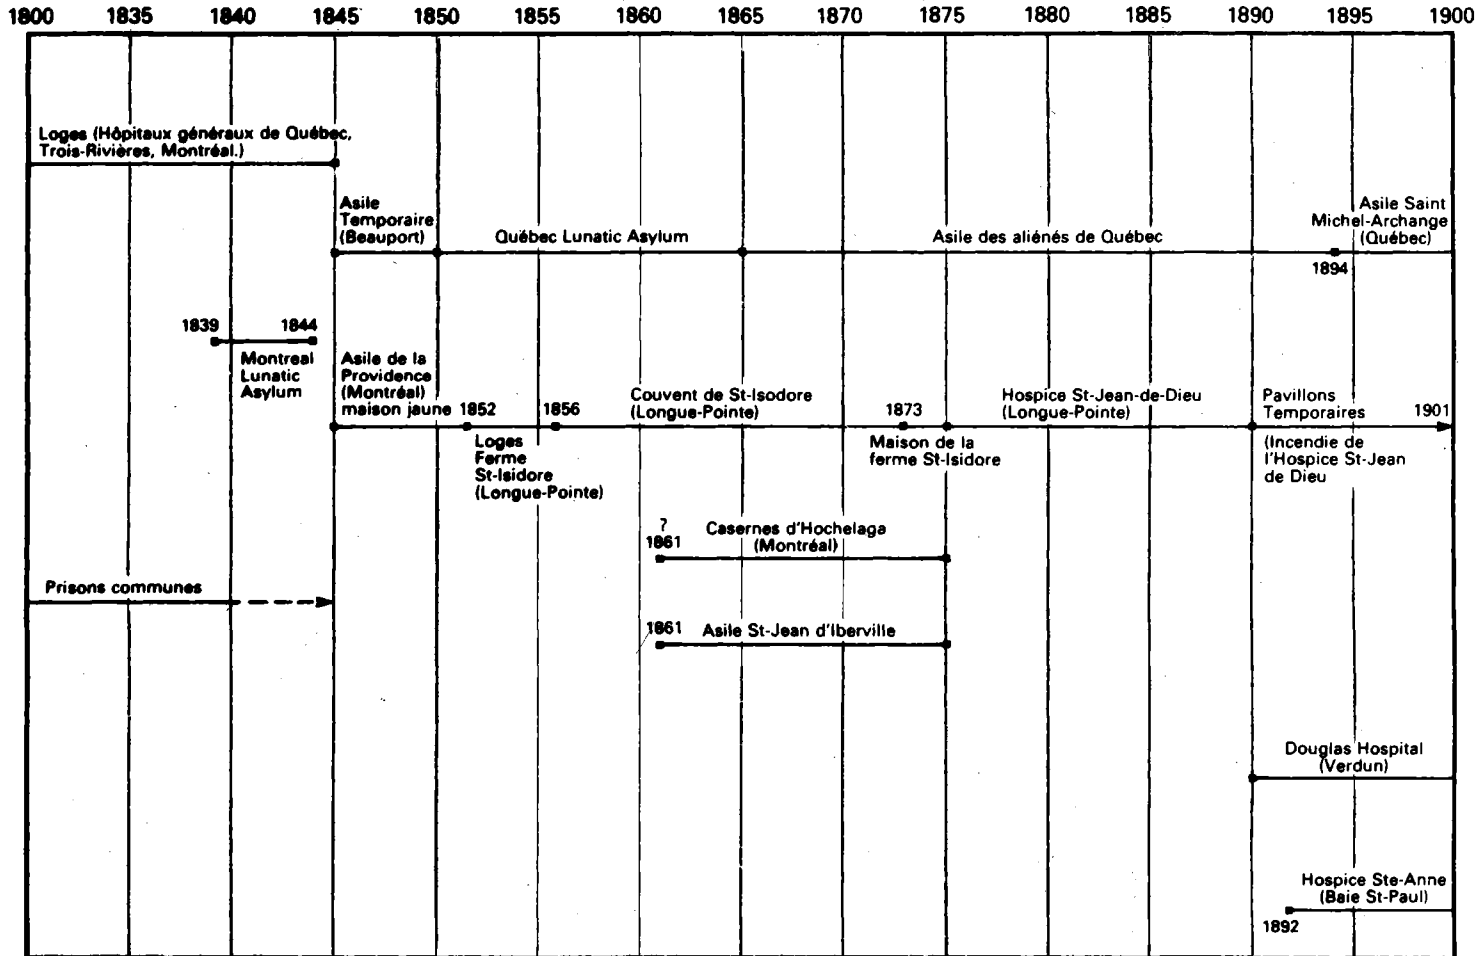 1800 1835 1840 1845 1850 1855 1860 1865 1870 1875 1880 1885 1890 1895 1900
Loges (Hôpitaux généraux de Québec,
Trois-Rivières, Montréal.)
Asile
Temporaire
(Beauport)
Québec Lunatic Asylum
Asile des aliénés de Québec
Asile Saint
Michel-Archange
(Québec)
1894
1839 1844
Montreal
Lunatic
Asylum
Asile de la
Providence
(Montréal)
maison jaune
1852
1856
Loges
Ferme
St-Isidore
(Longue-Pointe)
Couvent de St-Isodore
(Longue-Pointe)
1873
Maison de la
ferme St-Isidore
Hospice St-Jean-de-Dieu
(Longue-Pointe)
Pavillons
Temporaires
1901
(Incendie de
l'Hospice St-Jean
de Dieu
?
1861
Casernes d'Hochelaga
(Montréal)
Prisons communes
1861
Asile St-Jean d'Iberville
Douglas Hospital
(Verdun)
Hospice Ste-Anne
(Baie St-Paul)
1892